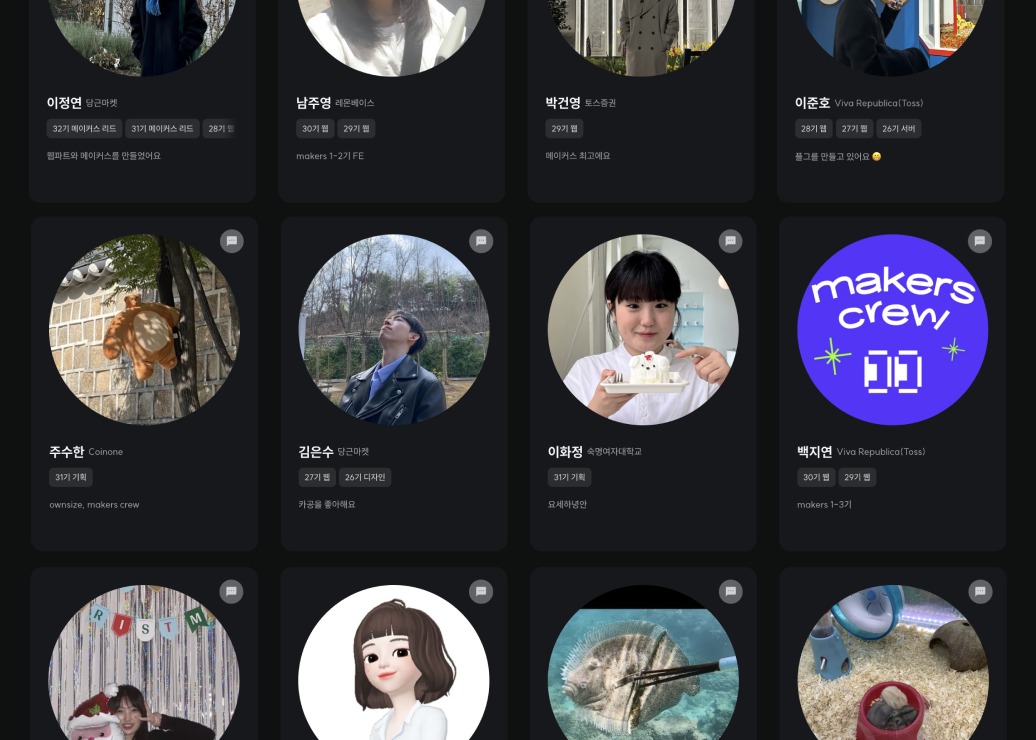 이정연 당근마켓
32기 메이커스 리드 31기 메이커스 리드 28기 웹
웹파트와 메이커스를 만들었어요
남주영 레몬베이스
30기 웹 29기 웹
makers 1-2기 FE
박건영 토스증권
29기 웹
메이커스 최고에요
이준호 Viva Republica(Toss)
28기 웹 27기 웹 26기 서버
플그를 만들고 있어요 😄
주수한 Coinone
31기 기획
ownsize, makers crew
김은수 당근마켓
27기 웹 26기 디자인
카공을 좋아해요
이화정 숙명여자대학교
31기 기획
요세하넝안
makers
crew
백지연 Viva Republica(Toss)
30기 웹 29기 웹
makers 1-3기
R I S T M